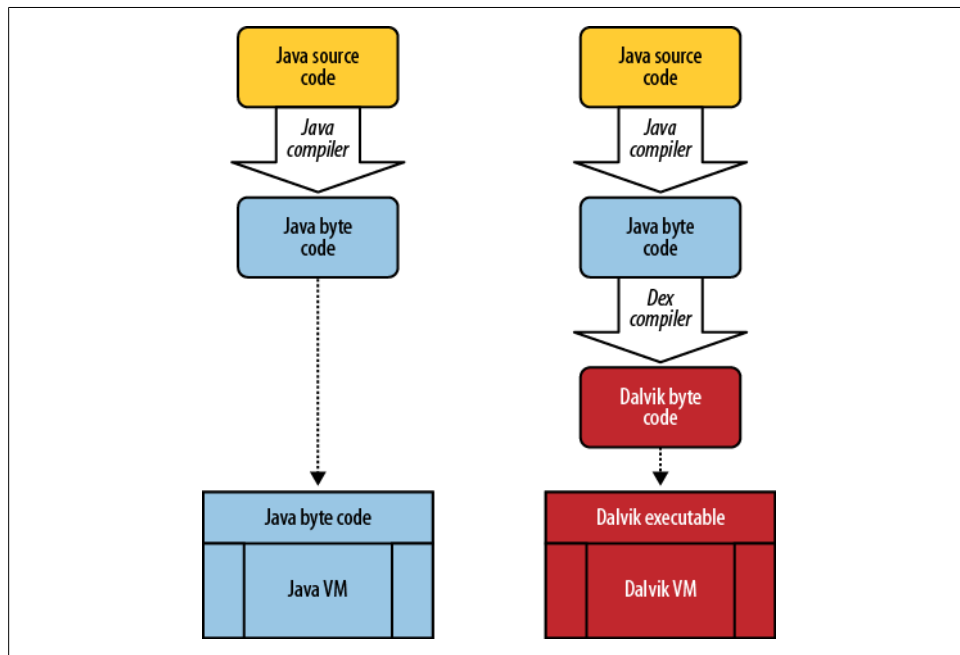 Java source
code
Java
compiler
Java byte
code
Java byte code
Java VM
Java source
code
Java
compiler
Java byte
code
Dex
compiler
Dalvik byte
code
Dalvik executable
Dalvik VM